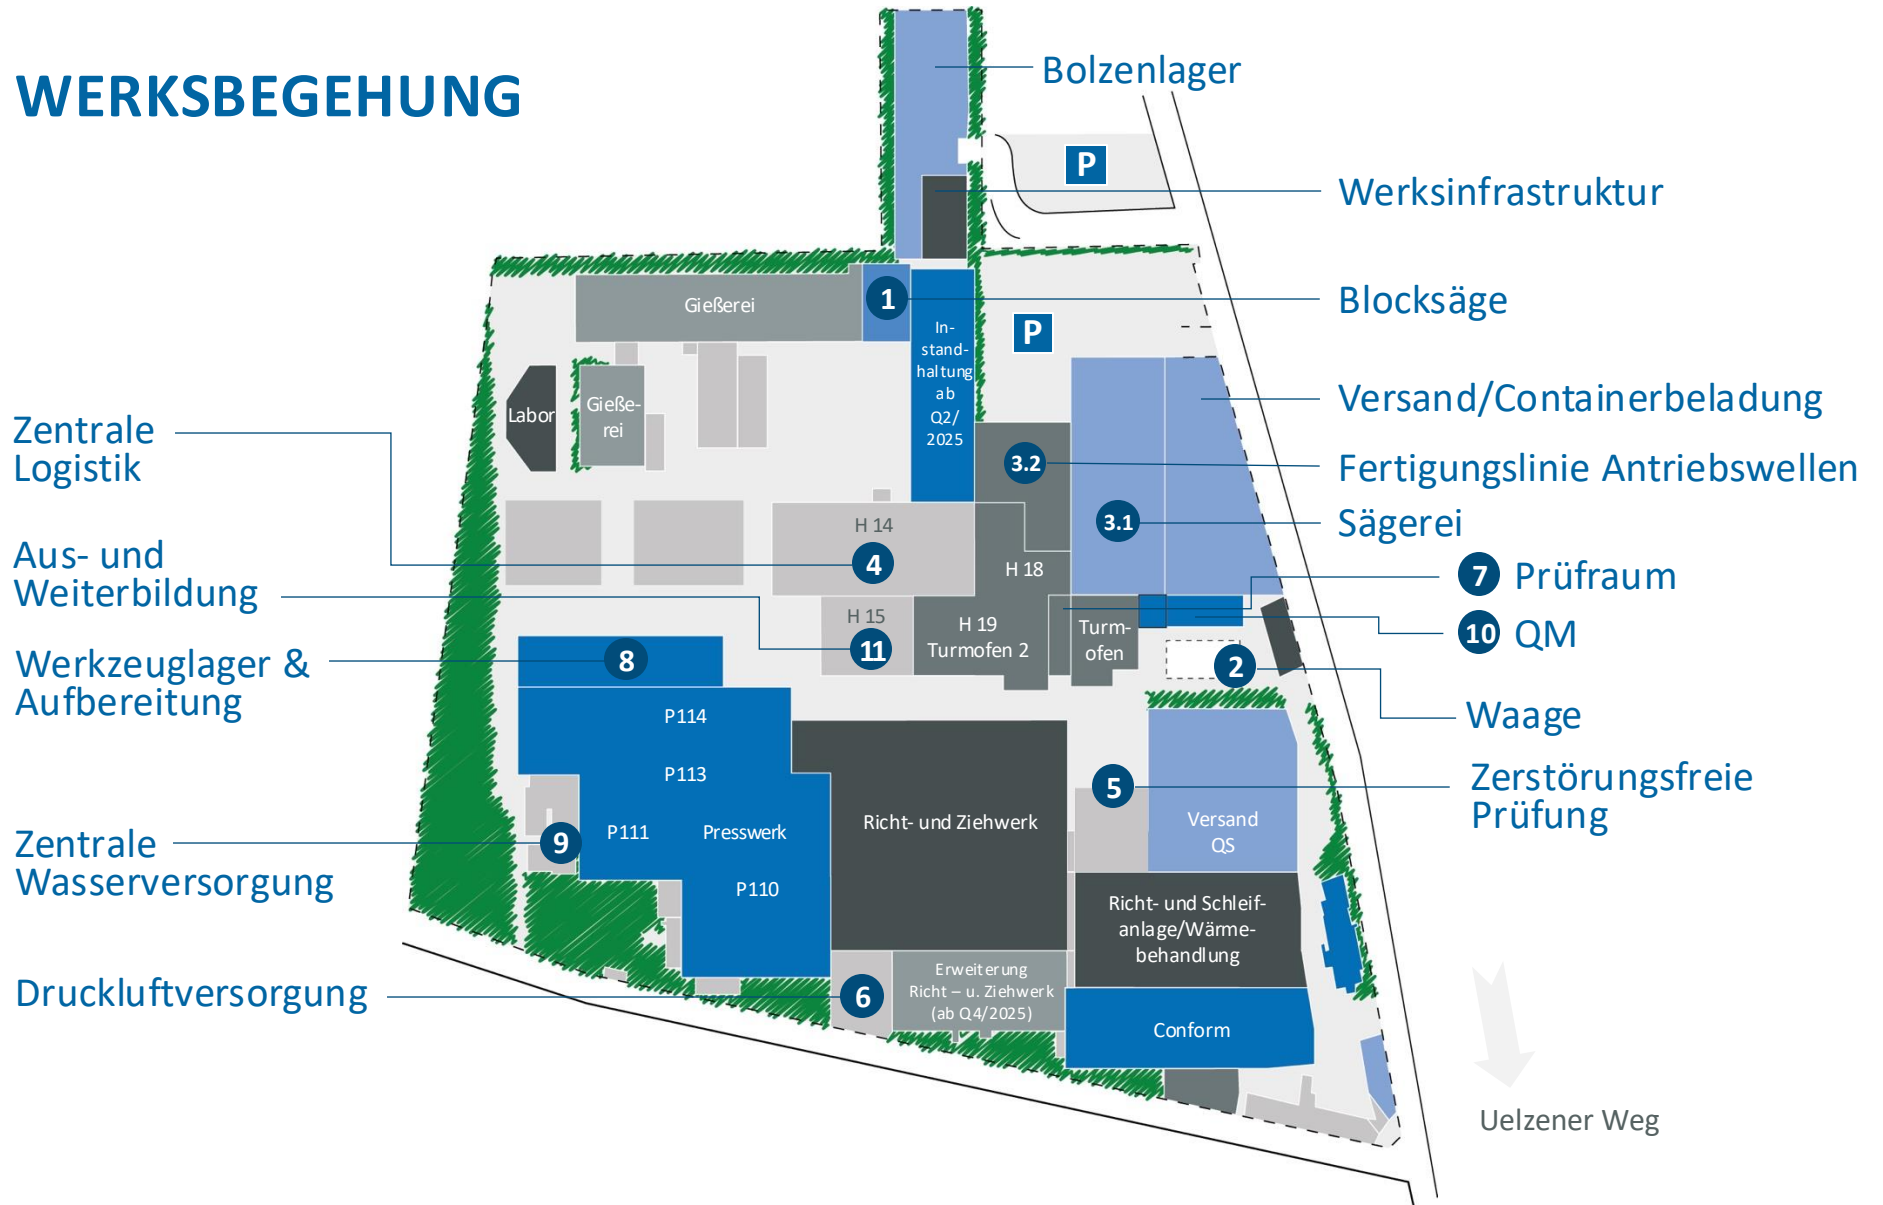 WERKSBEGEHUNG
Bolzenlager
P
Werksinfrastruktur
1
Blocksäge
Gießerei
P
In-
stand-
haltung
ab
Q2/
2025
Labor
Gieße-
rei
Versand/Containerbeladung
Zentrale
Logistik
3.2
Fertigungslinie Antriebswellen
3.1
Sägerei
H 14
4
H 18
7 Prüfraum
Aus- und
Weiterbildung
H 15
11
H 19
Turmofen 2
Turm-
ofen
10 QM
2
Waage
Werkzeuglager &
Aufbereitung
8
P114
P113
P111
Presswerk
P110
Richt- und Ziehwerk
5
Zerstörungsfreie
Prüfung
Versand
QS
Zentrale
Wasserversorgung
9
Richt- und Schleif-
anlage/Wärme-
behandlung
Druckluftversorgung
6
Erweiterung
Richt – u. Ziehwerk
(ab Q4/2025)
Conform
Uelzener Weg